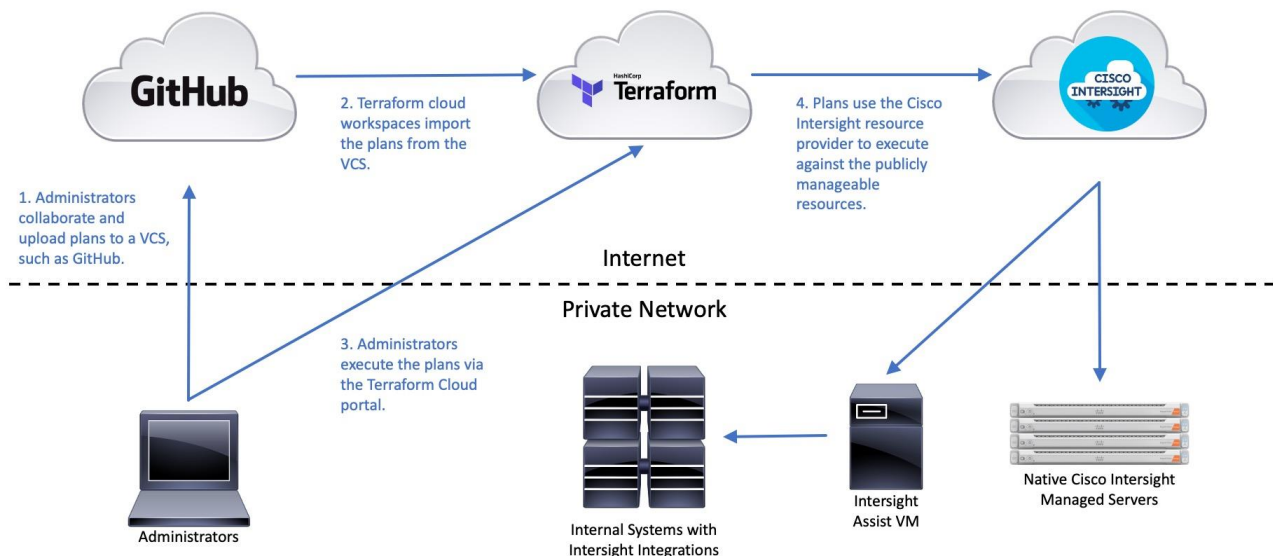 GitHub
HashiCorp
Terraform
CISCO
INTERSIGHT
1. Administrators
collaborate and
upload plans to a VCS,
such as GitHub.
2. Terraform cloud
workspaces import
the plans from the
VCS.
4. Plans use the Cisco
Intersight resource
provider to execute
against the publicly
manageable
resources.
Internet
Private Network
3. Administrators
execute the plans via
the Terraform Cloud
portal.
Administrators
Internal Systems with
Intersight Integrations
Intersight
Assist VM
Native Cisco Intersight
Managed Servers